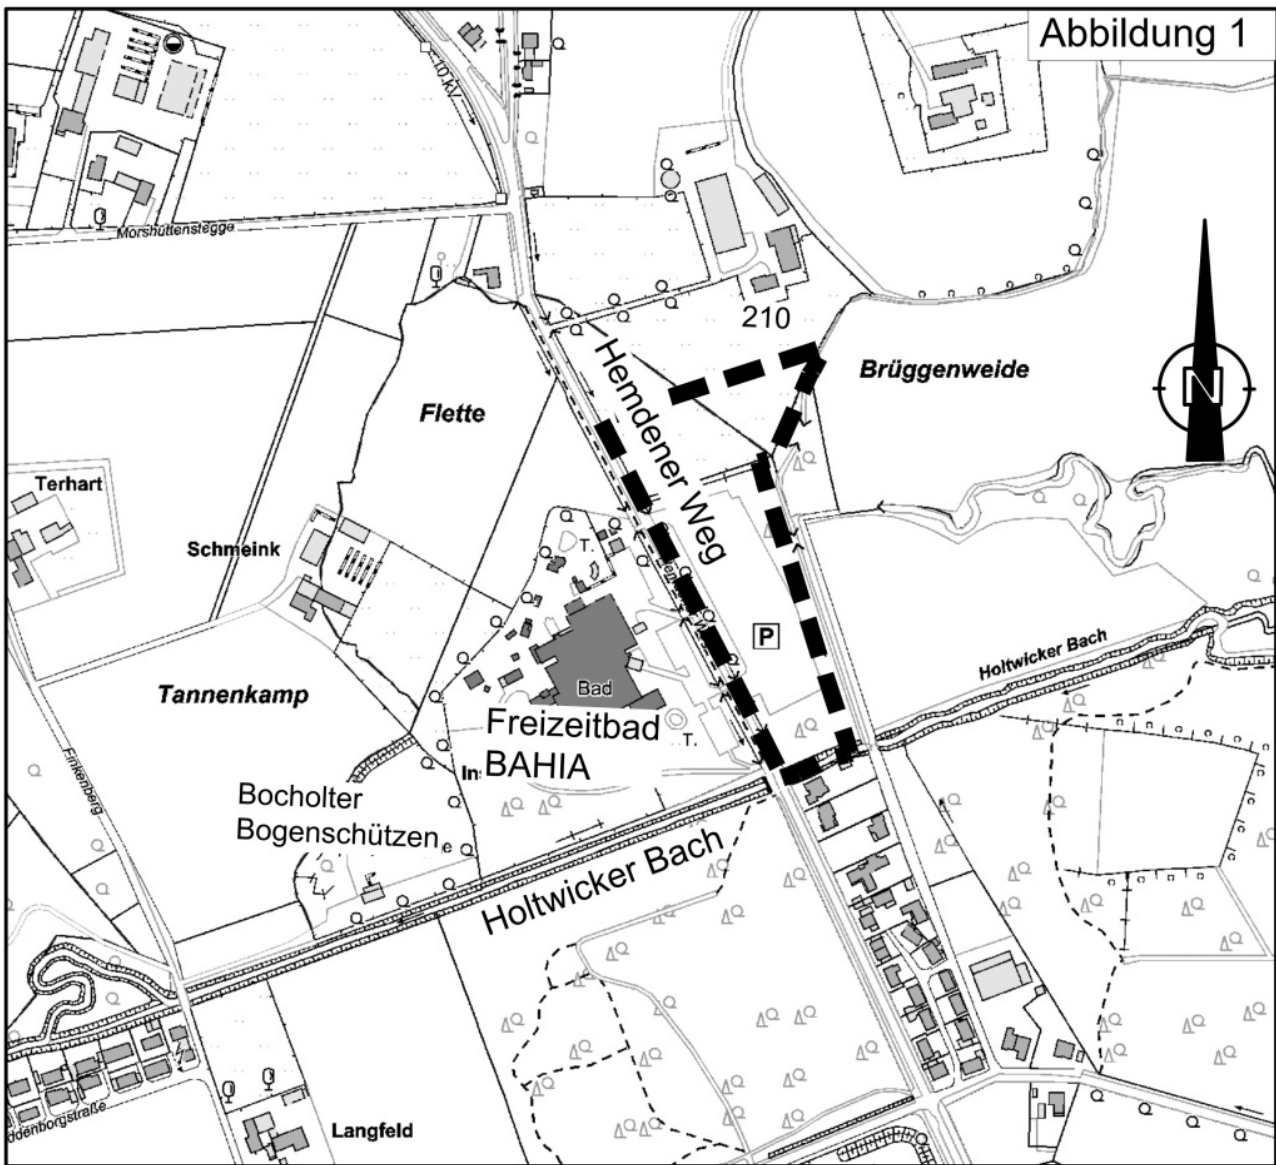 Abbildung 1
10 kV
Morshüttenstegge
210
Hemdener Weg
Brüggenweide
N
Flette
Terhart
Schmeink
T.
P
Holtwicker Bach
Tannenkamp
Bad
Freizeitbad
BAHIA
T.
Finkenberg
Bocholter
Bogenschützen
Holtwicker Bach
Langfeld